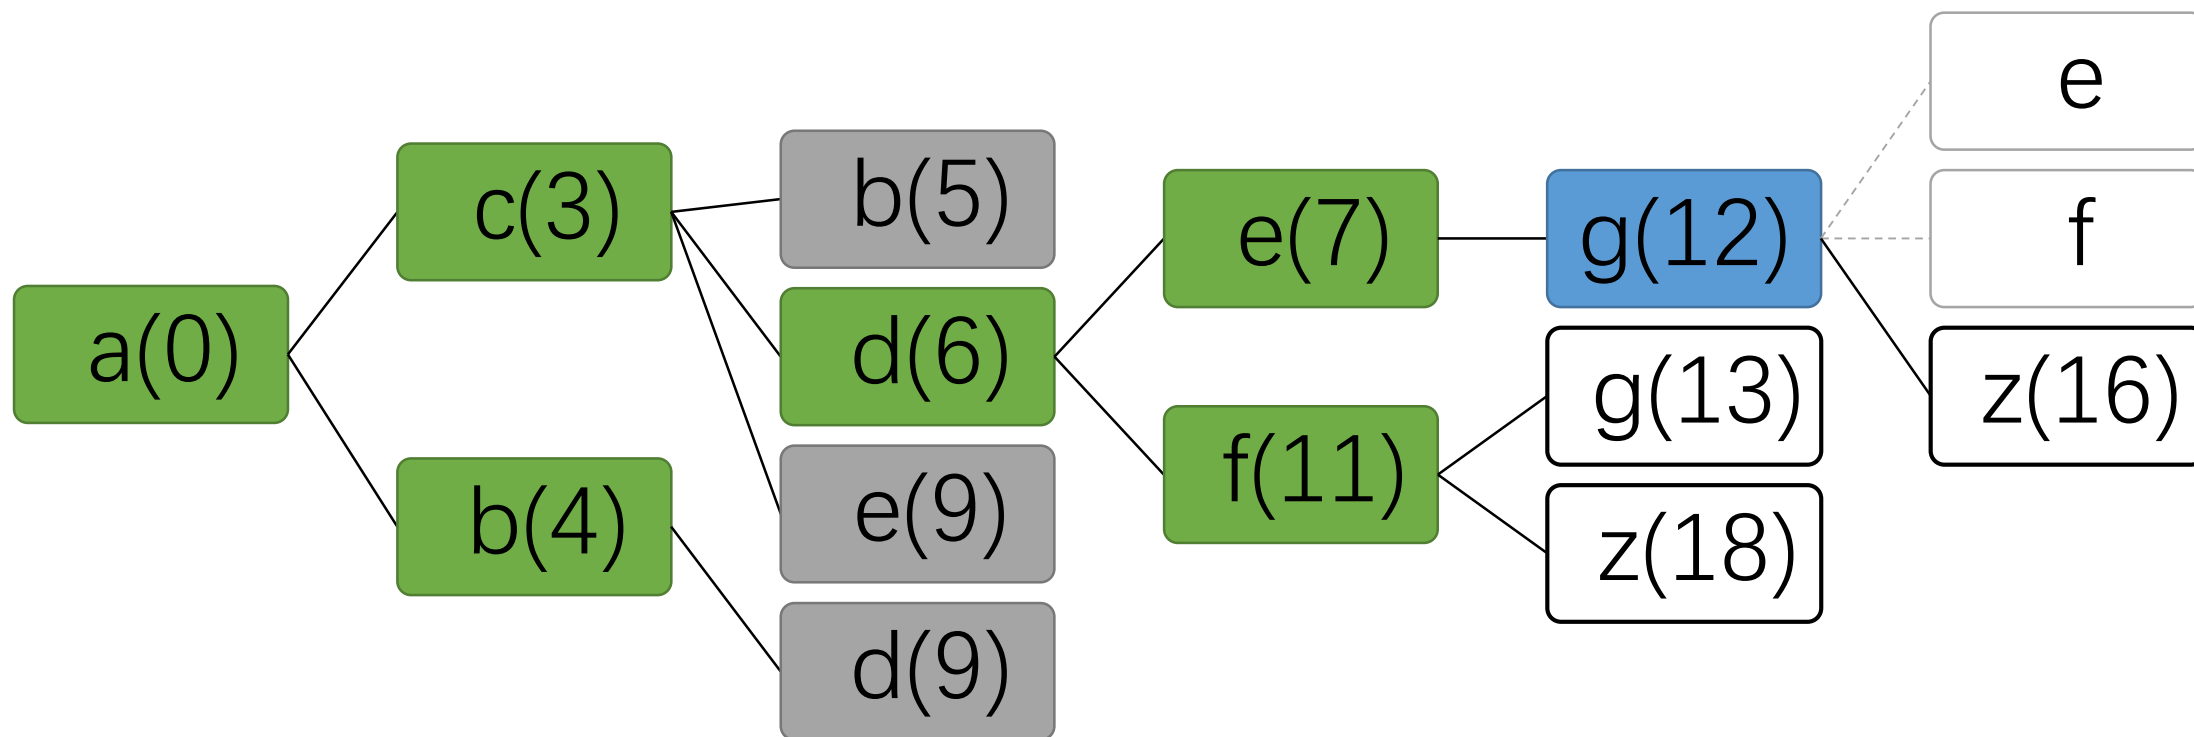 a(0)
c(3)
b(4)
b(5)
d(6)
e(9)
d(9)
e(7)
f(11)
g(12)
g(13)
z(18)
e
f
z(16)